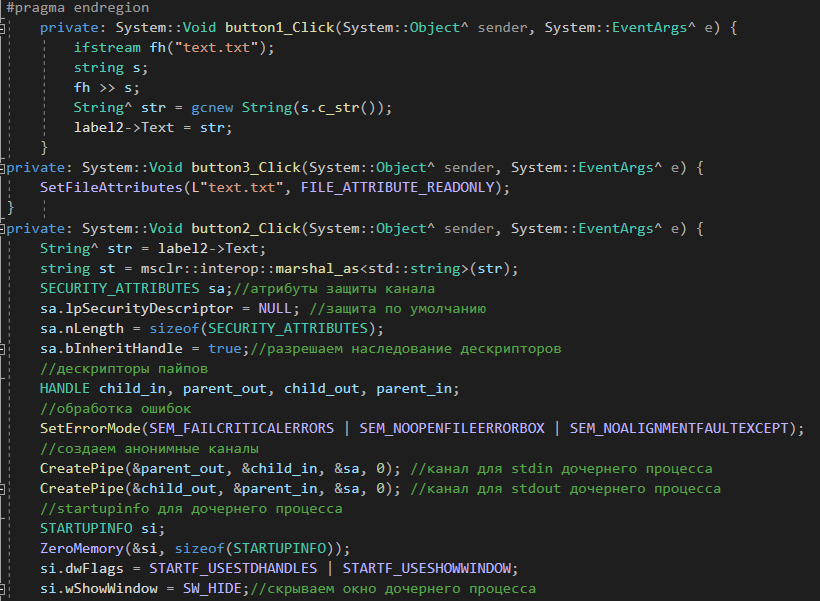 #pragma endregion
private: System::Void button1_Click(System::Object^ sender, System::EventArgs^ e) {
ifstream fh("text.txt");
string s;
fh >> s;
String^ str = gcnew String(s.c_str());
label2->Text = str;
}
private: System::Void button3_Click(System::Object^ sender, System::EventArgs^ e) {
SetFileAttributes(L"text.txt", FILE_ATTRIBUTE_READONLY);
}
private: System::Void button2_Click(System::Object^ sender, System::EventArgs^ e) {
String^ str = label2->Text;
string st = msclr::interop::marshal_as<std::string>(str);
SECURITY_ATTRIBUTES sa;//атрибуты защиты канала
sa.lpSecurityDescriptor = NULL; //защита по умолчанию
sa.nLength = sizeof(SECURITY_ATTRIBUTES);
sa.bInheritHandle = true;//разрешаем наследование дескрипторов
//дескрипторы пайпов
HANDLE child_in, parent_out, child_out, parent_in;
//обработка ошибок
SetErrorMode(SEM_FAILCRITICALERRORS | SEM_NOOPENFILEERRORBOX | SEM_NOALIGNMENTFAULTEXCEPT);
//создаем анонимные каналы
CreatePipe(&parent_out, &child_in, &sa, 0); //канал для stdin дочернего процесса
CreatePipe(&child_out, &parent_in, &sa, 0); //канал для stdout дочернего процесса
//startupinfo для дочернего процесса
STARTUPINFO si;
ZeroMemory(&si, sizeof(STARTUPINFO));
si.dwFlags = STARTF_USESTDHANDLES | STARTF_USESHOWWINDOW;
si.wShowWindow = SW_HIDE;//скрываем окно дочернего процесса